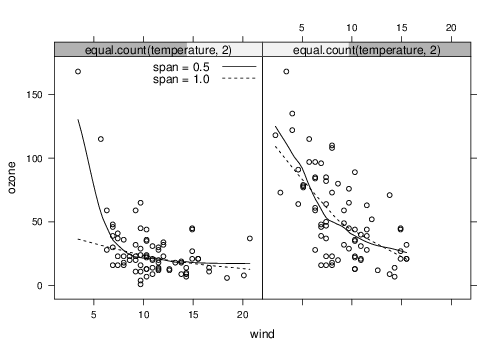 5 10 15 20
equal.count(temperature, 2) equal.count(temperature, 2)
span = 0.5
span = 1.0
150
100
50
0
ozone
5 10 15 20
wind